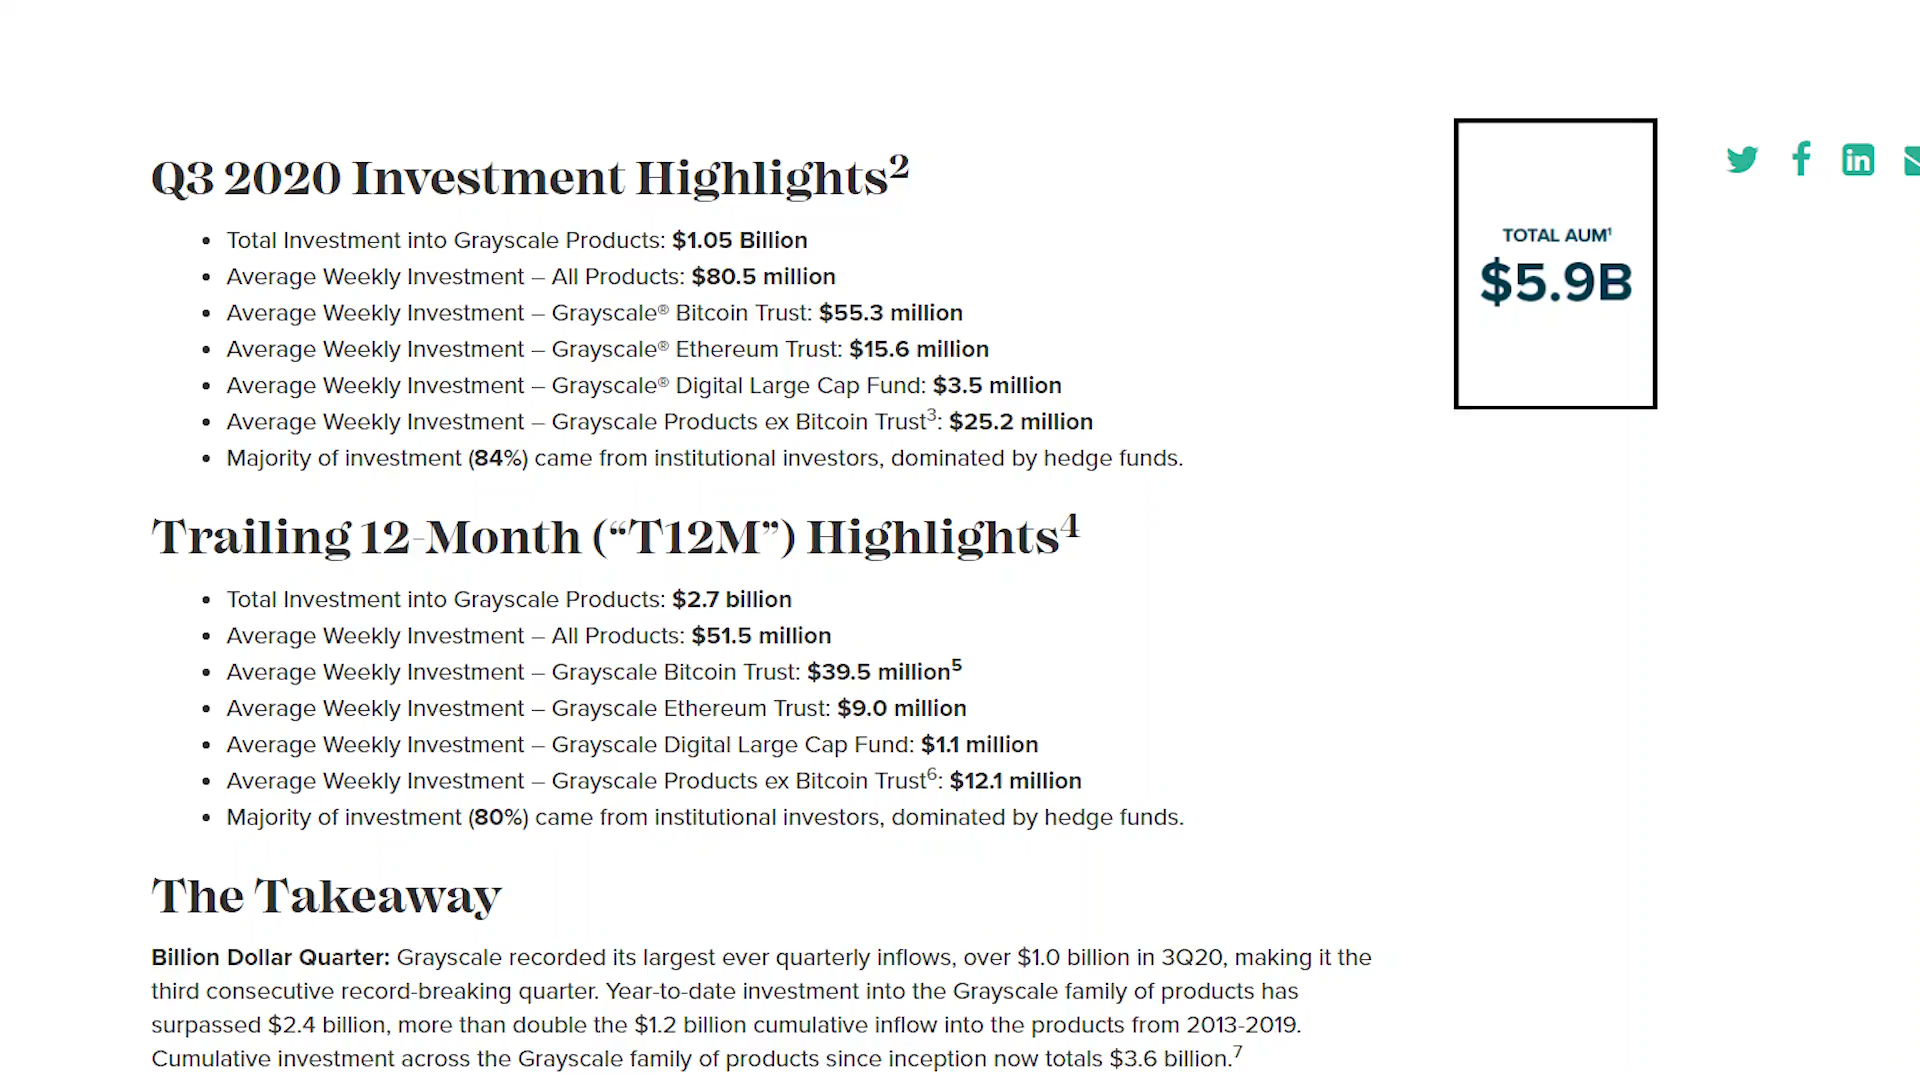 Q3 2020 Investment Highlights²
• Total Investment into Grayscale Products: $1.05 Billion
• Average Weekly Investment – All Products: $80.5 million
• Average Weekly Investment – Grayscale® Bitcoin Trust: $55.3 million
• Average Weekly Investment – Grayscale® Ethereum Trust: $15.6 million
• Average Weekly Investment – Grayscale® Digital Large Cap Fund: $3.5 million
• Average Weekly Investment – Grayscale Products ex Bitcoin Trust³: $25.2 million
• Majority of investment (84%) came from institutional investors, dominated by hedge funds.
TOTAL AUM¹
$5.9B
Trailing 12-Month (“T12M”) Highlights⁴
• Total Investment into Grayscale Products: $2.7 billion
• Average Weekly Investment – All Products: $51.5 million
• Average Weekly Investment – Grayscale Bitcoin Trust: $39.5 million⁵
• Average Weekly Investment – Grayscale Ethereum Trust: $9.0 million
• Average Weekly Investment – Grayscale Digital Large Cap Fund: $1.1 million
• Average Weekly Investment – Grayscale Products ex Bitcoin Trust⁶: $12.1 million
• Majority of investment (80%) came from institutional investors, dominated by hedge funds.
The Takeaway
Billion Dollar Quarter: Grayscale recorded its largest ever quarterly inflows, over $1.0 billion in 3Q20, making it the
third consecutive record-breaking quarter. Year-to-date investment into the Grayscale family of products has
surpassed $2.4 billion, more than double the $1.2 billion cumulative inflow into the products from 2013-2019.
Cumulative investment across the Grayscale family of products since inception now totals $3.6 billion.⁷